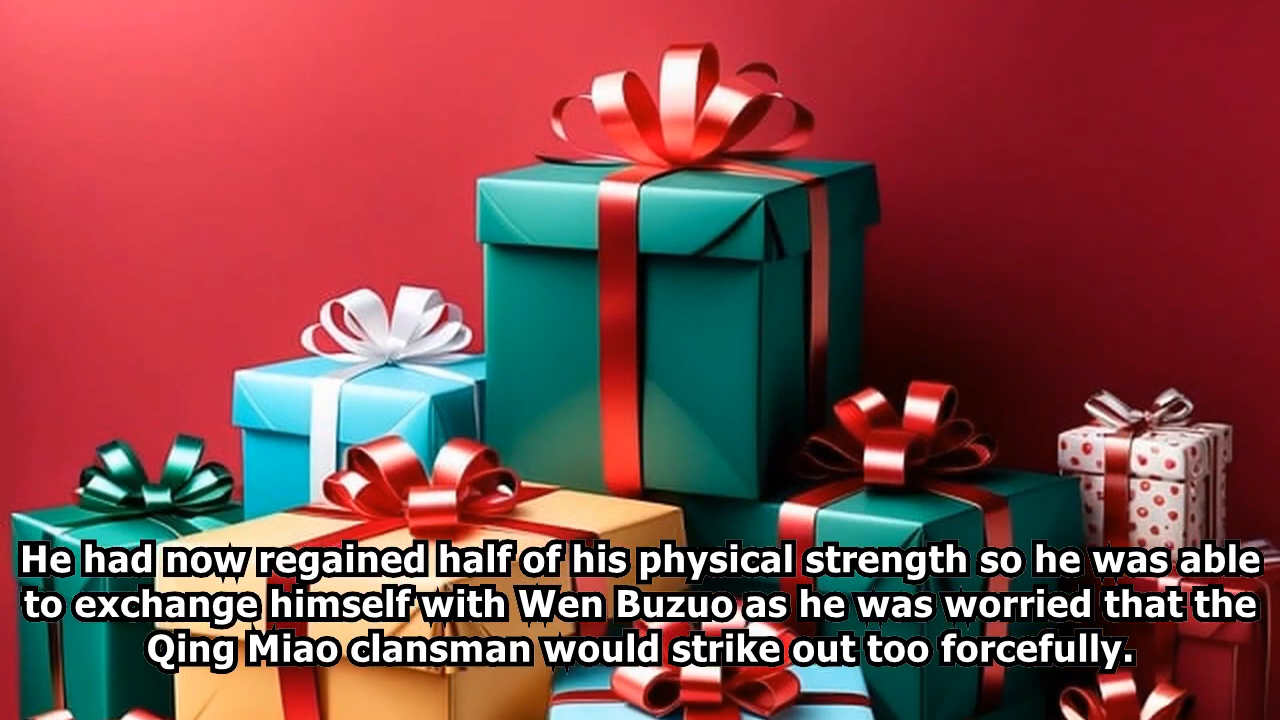 He had now regained half of his physical strength so he was able
to exchange himself with Wen Buzuo as he was worried that the
Qing Miao clansman would strike out too forcefully.